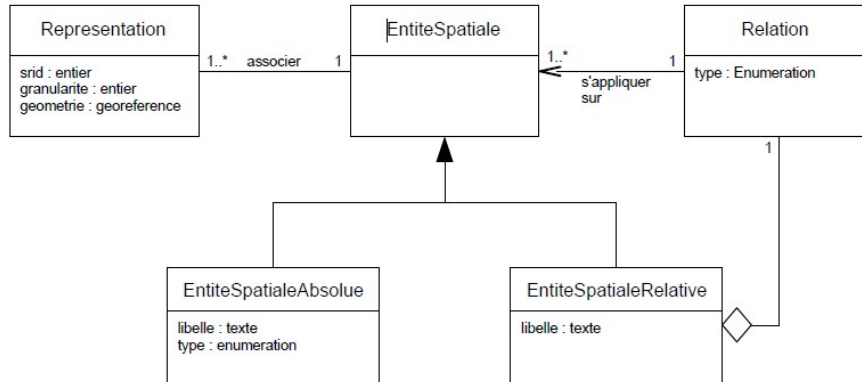 Representation
srid : entier
granularite : entier
geometrie : georeference
1..*
associer
1
EntiteSpatiale
1..*
s'appliquer
sur
1
Relation
type : Enumeration
1
EntiteSpatialeAbsolue
libelle : texte
type : enumeration
EntiteSpatialeRelative
libelle : texte